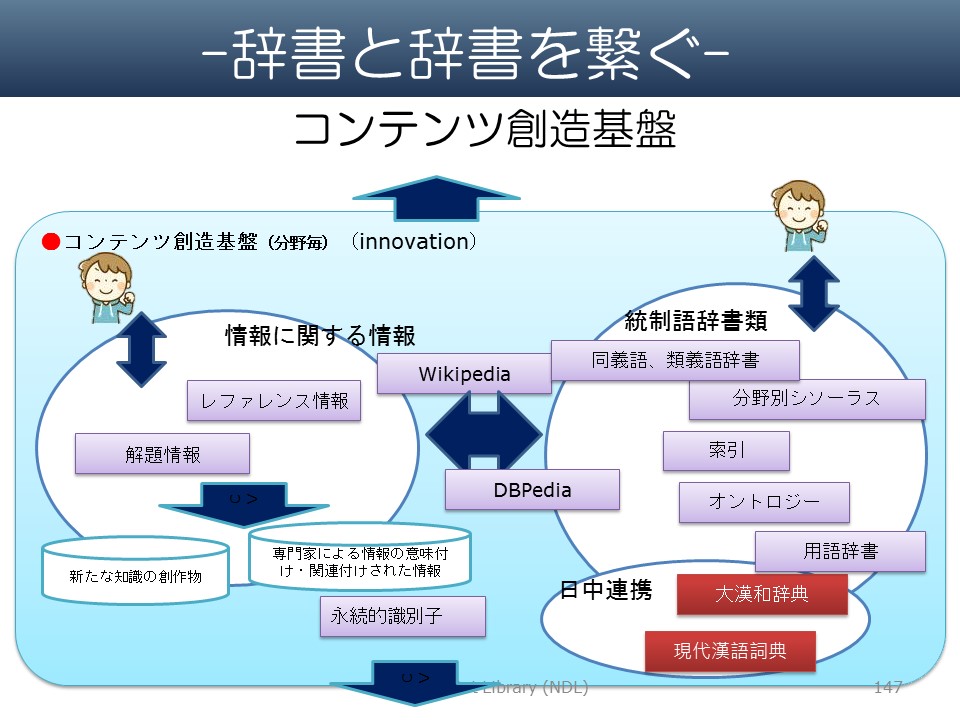 -辞書と辞書を繋ぐ-
コンテンツ創造基盤
●コンテンツ創造基盤（分野毎）（innovation）
情報に関する情報
統制語辞書類
Wikipedia
同義語、類義語辞書
レファレンス情報
分野別シソーラス
解題情報
索引
DBPedia
オントロジー
新たな知識の創作物
専門家による情報の意味付
け・関連付けされた情報
用語辞書
永続的識別子
日中連携
大漢和辞典
現代漢語詞典
Library (NDL)
147